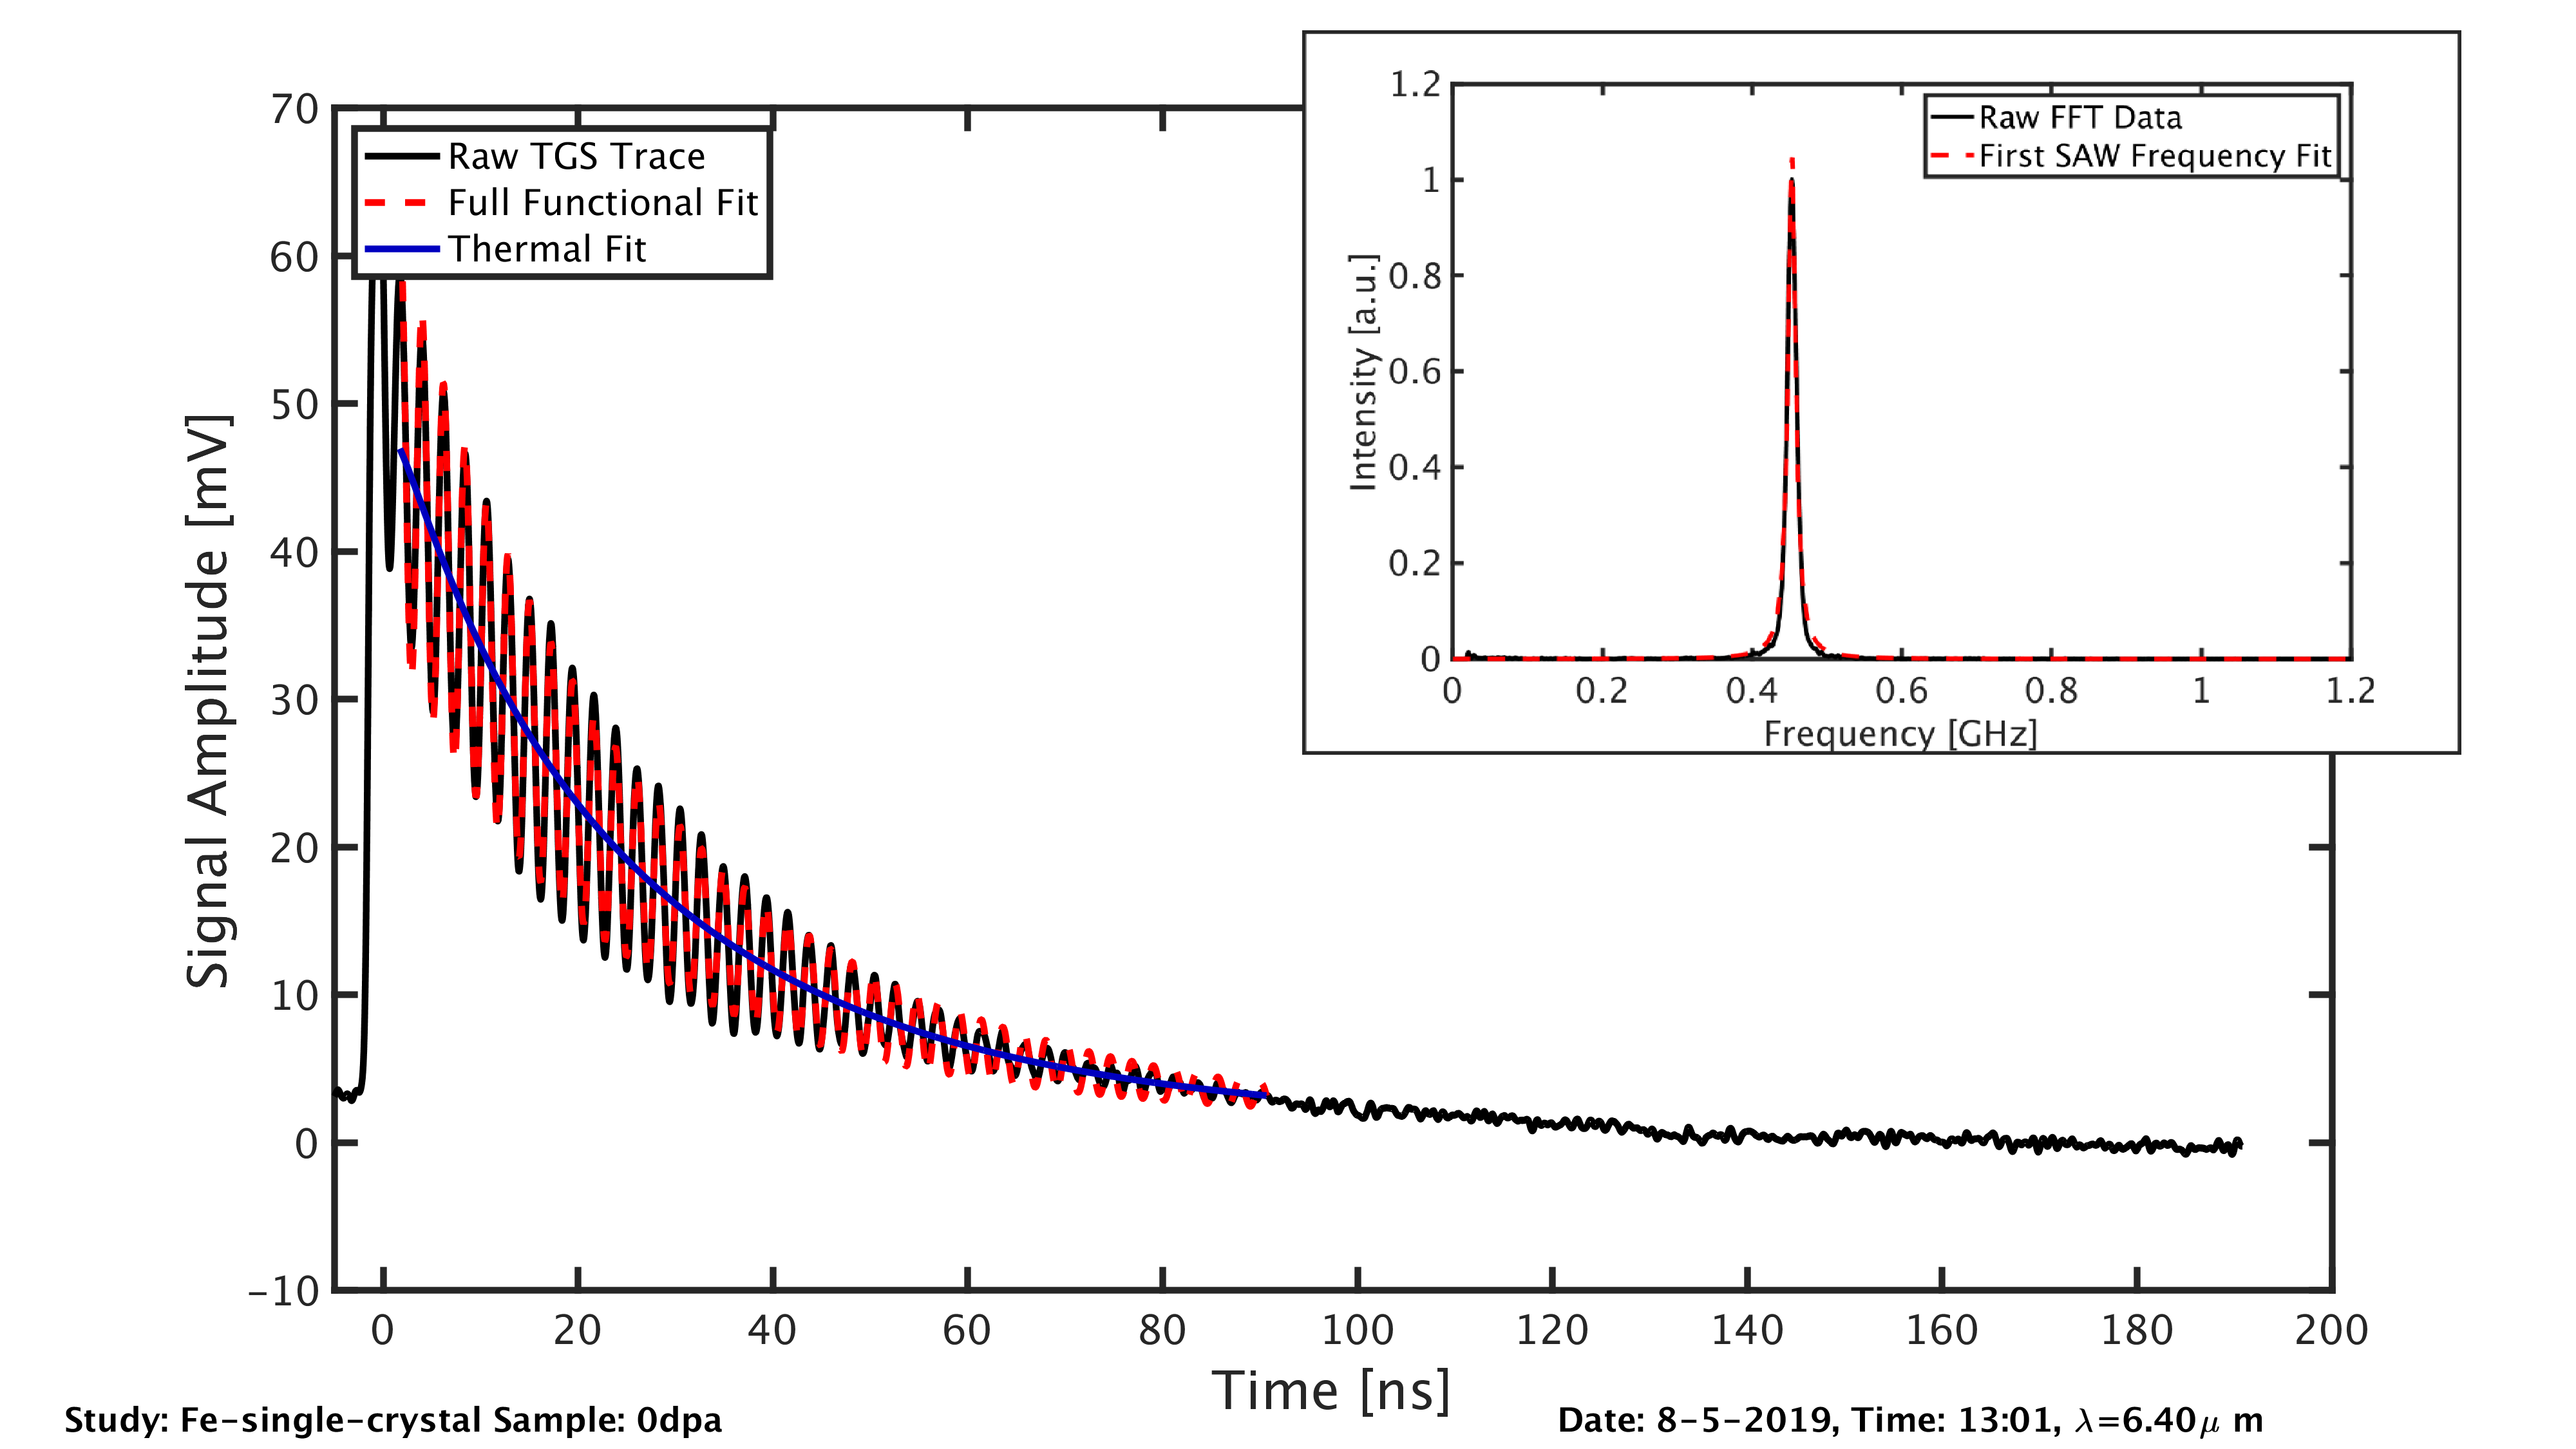 1.2
1
0.8
0.6
0.4
0.2
0
Intensity [a.u.]
Raw FFT Data
First SAW Frequency Fit
0 0.2 0.4 0.6 0.8 1 1.2
Frequency [GHz]
70
60
50
40
30
20
10
0
-10
Signal Amplitude [mV]
Raw TGS Trace
Full Functional Fit
Thermal Fit
0 20 40 60 80 100 120 140 160 180 200
Time [ns]
Study: Fe-single-crystal Sample: 0dpa
Date: 8-5-2019, Time: 13:01, λ=6.40μ m